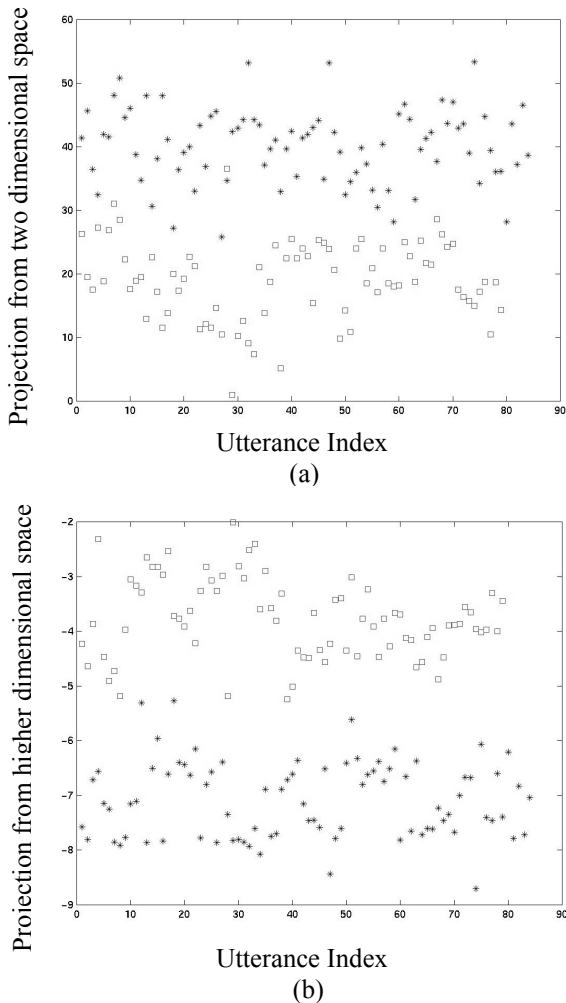 60
50
40
30
20
10
0
0 10 20 30 40 50 60 70 80 90
Projection from two dimensional space
Utterance Index
(a)
-2
-3
-4
-5
-6
-7
-8
-9
0 10 20 30 40 50 60 70 80 90
Projection from higher dimensional space
Utterance Index
(b)